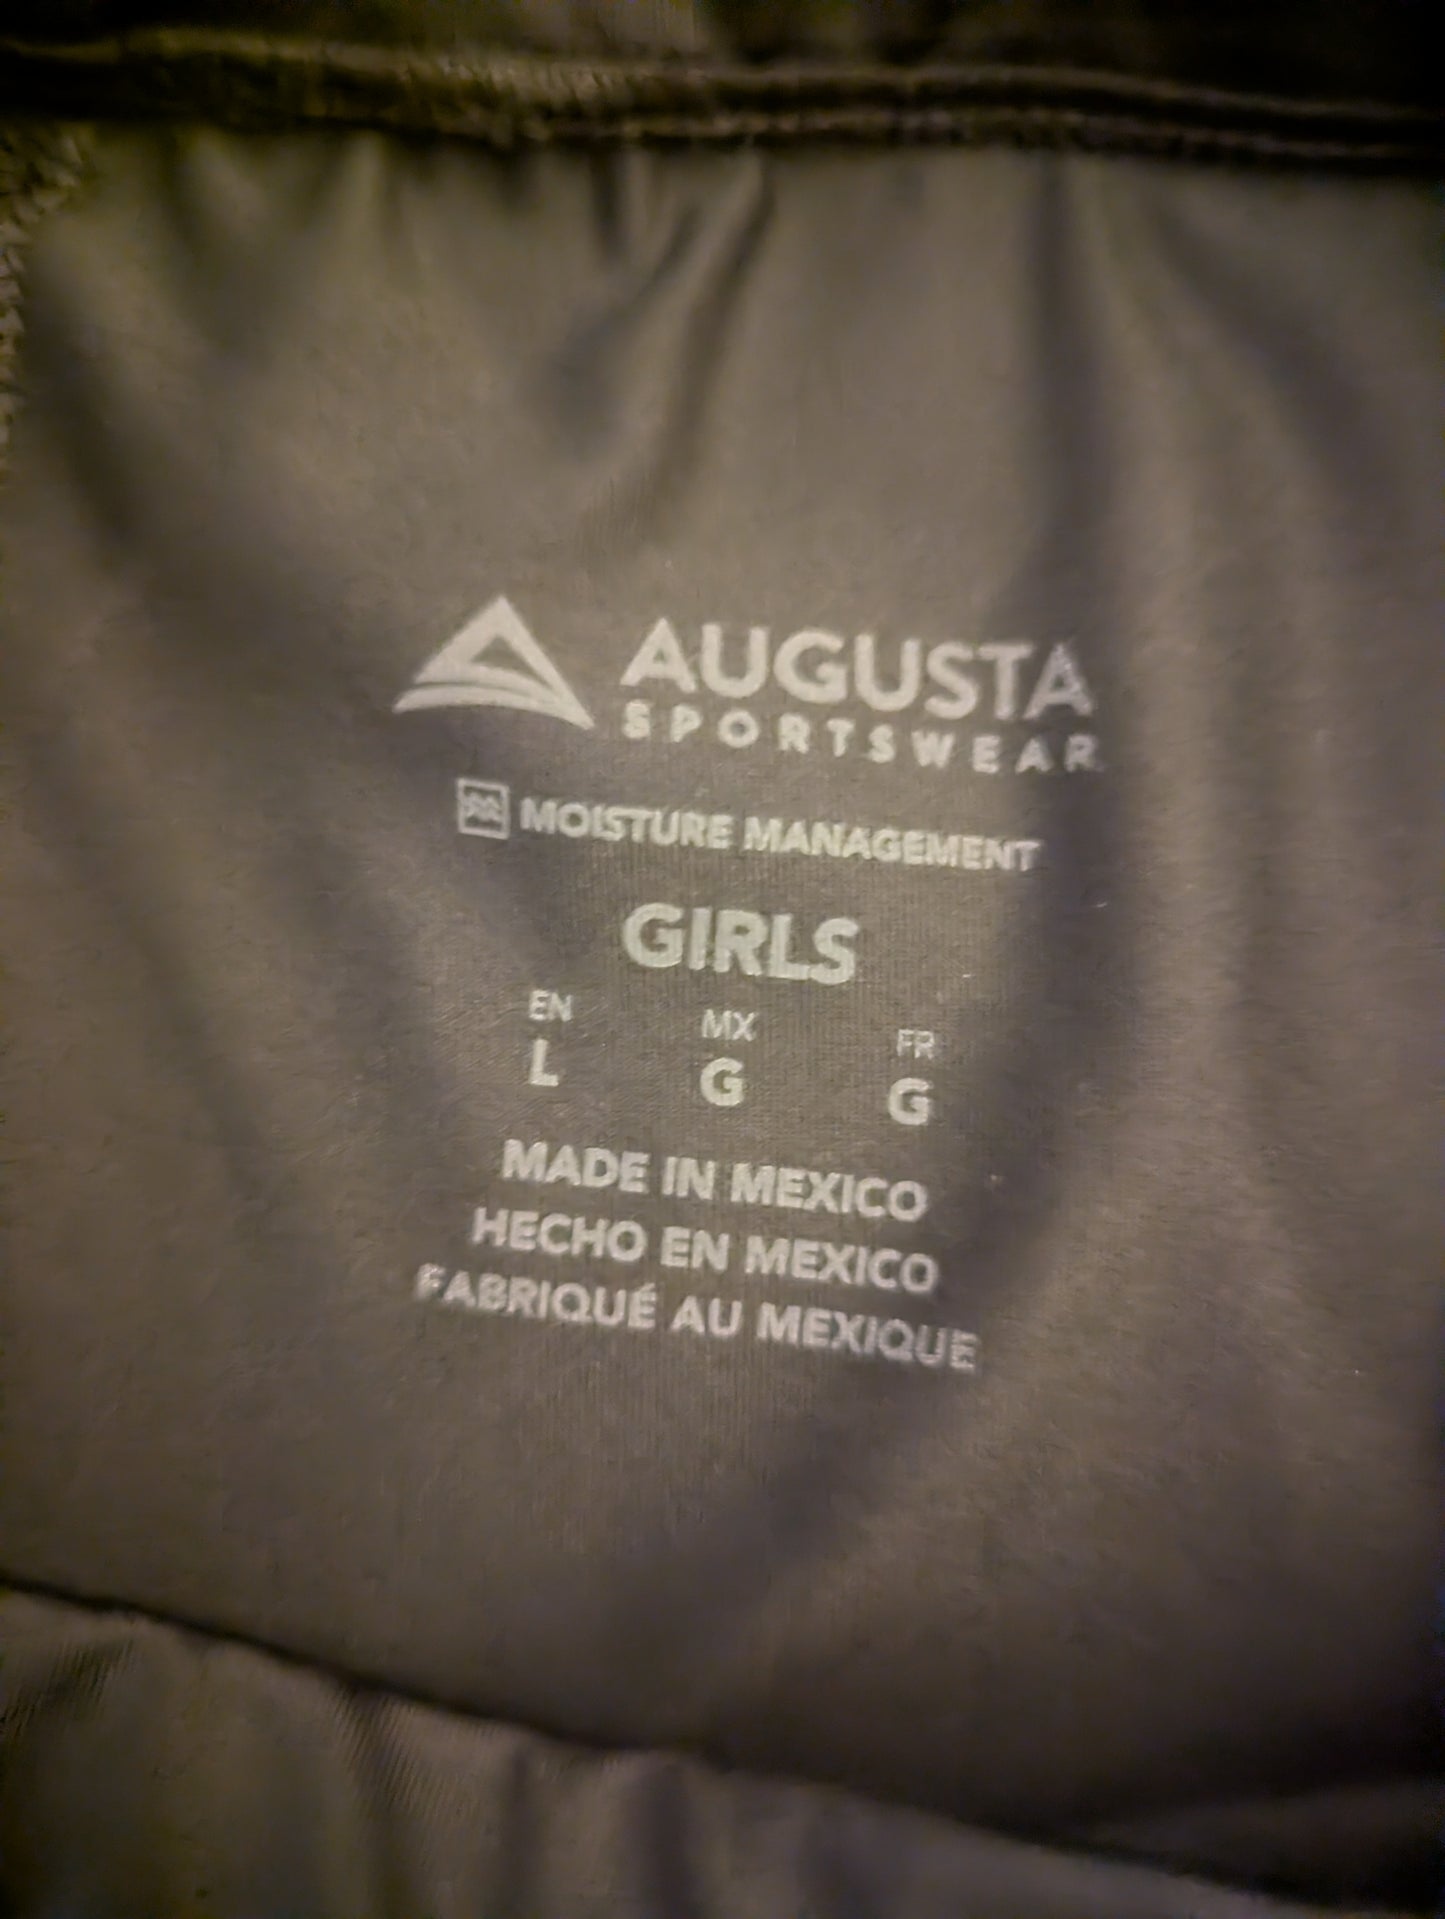 AUGUSTA
SPORTSWEAR
MOISTURE MANAGEMENT
GIRLS
EN MX FR
L G G
MADE IN MEXICO
HECHO EN MEXICO
FABRIQUÉ AU MEXIQUE